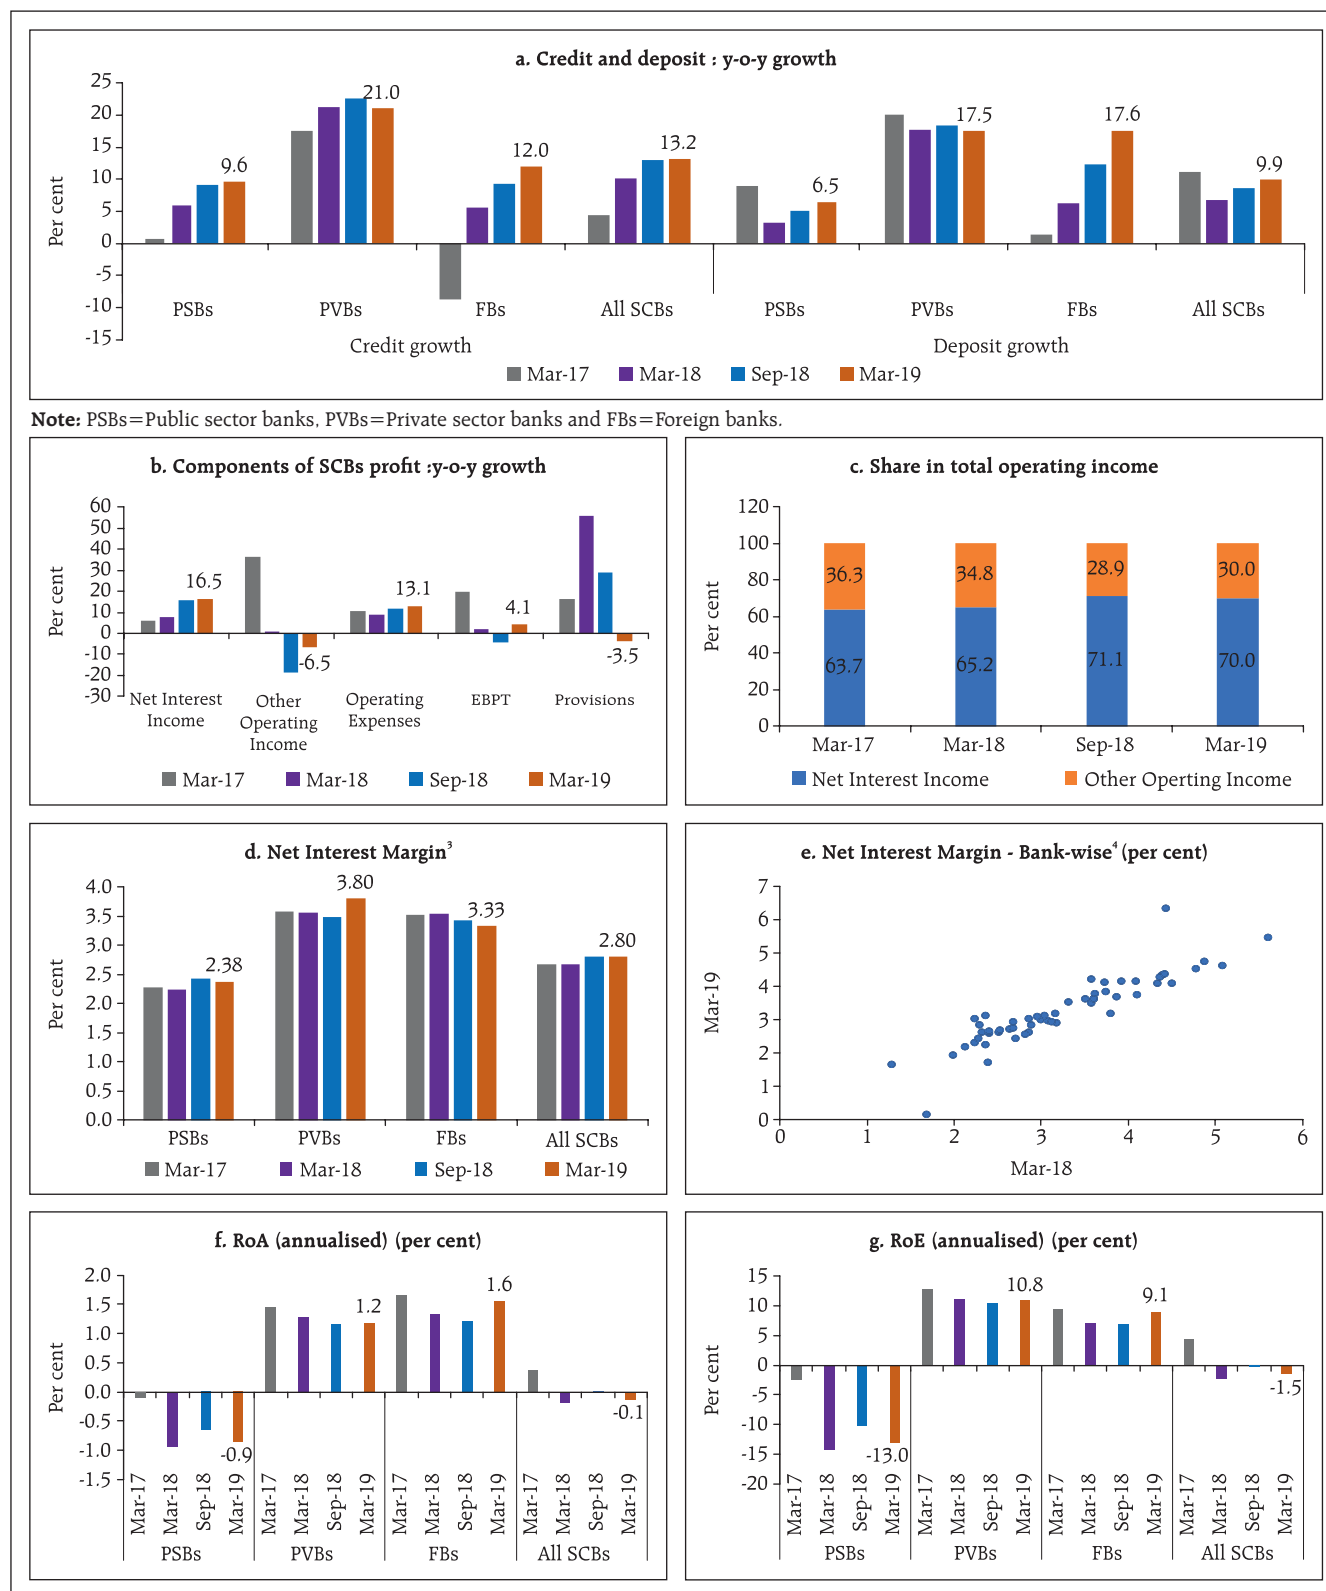 a. Credit and deposit : y-o-y growth
Per cent
25
20
15
10
5
0
-5
-10
-15
9.6
21.0
12.0
13.2
6.5
17.5
17.6
9.9
PSBs PVBs FBs All SCBs PSBs PVBs FBs All SCBs
Credit growth Deposit growth
Mar-17 Mar-18 Sep-18 Mar-19
Note: PSBs=Public sector banks, PVBs=Private sector banks and FBs=Foreign banks.
b. Components of SCBs profit :y-o-y growth
Per cent
60
50
40
30
20
10
0
-10
-20
-30
16.5
-6.5
13.1
4.1
-3.5
Net Interest Income
Other Operating Income
Operating Expenses
EBPT
Provisions
Mar-17 Mar-18 Sep-18 Mar-19
c. Share in total operating income
Per cent
120
100
80
60
40
20
0
36.3 34.8 28.9 30.0
63.7 65.2 71.1 70.0
Mar-17 Mar-18 Sep-18 Mar-19
Net Interest Income Other Operting Income
d. Net Interest Margin3
Per cent
4.0
3.5
3.0
2.5
2.0
1.5
1.0
0.5
0.0
2.38
3.80
3.33
2.80
PSBs PVBs FBs All SCBs
Mar-17 Mar-18 Sep-18 Mar-19
e. Net Interest Margin - Bank-wise4 (per cent)
Mar-19
7
6
5
4
3
2
1
0
0 1 2 3 4 5 6
Mar-18
f. RoA (annualised) (per cent)
Per cent
2.0
1.5
1.0
0.5
0.0
-0.5
-1.0
-1.5
-0.9
1.2
1.6
-0.1
Mar-17 Mar-18 Sep-18 Mar-19 Mar-17 Mar-18 Sep-18 Mar-19 Mar-17 Mar-18 Sep-18 Mar-19 Mar-17 Mar-18 Sep-18 Mar-19
PSBs PVBs FBs All SCBs
g. RoE (annualised) (per cent)
Per cent
15
10
5
0
-5
-10
-15
-20
-13.0
10.8
9.1
-1.5
Mar-17 Mar-18 Sep-18 Mar-19 Mar-17 Mar-18 Sep-18 Mar-19 Mar-17 Mar-18 Sep-18 Mar-19 Mar-17 Mar-18 Sep-18 Mar-19
PSBs PVBs FBs All SCBs